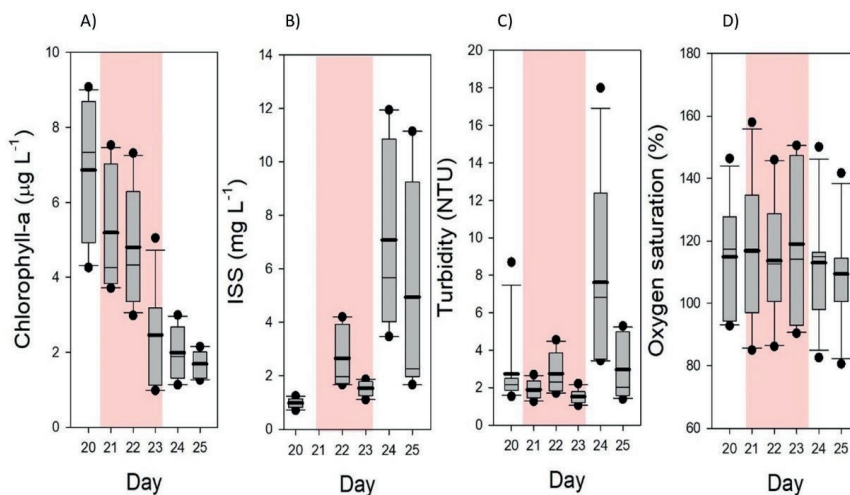 A)
B)
C)
D)
Chlorophyll-a (µg L⁻¹)
10
8
6
4
2
0
20 21 22 23 24 25
Day
ISS (mg L⁻¹)
14
12
10
8
6
4
2
0
20 21 22 23 24 25
Day
Turbidity (NTU)
20
18
16
14
12
10
8
6
4
2
0
20 21 22 23 24 25
Day
Oxygen saturation (%)
180
160
140
120
100
80
60
20 21 22 23 24 25
Day